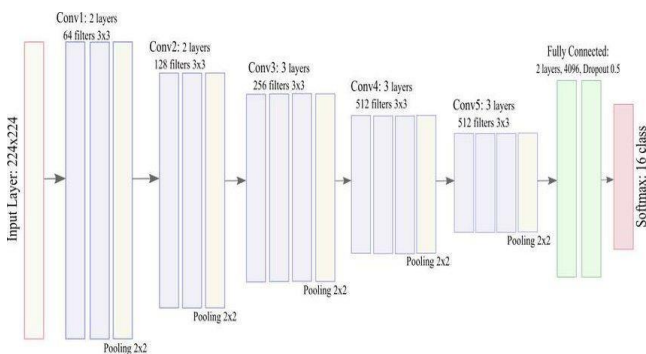 Input Layer: 224x224
Conv1: 2 layers
64 filters 3x3
Pooling 2x2
Conv2: 2 layers
128 filters 3x3
Pooling 2x2
Conv3: 3 layers
256 filters 3x3
Pooling 2x2
Conv4: 3 layers
512 filters 3x3
Pooling 2x2
Conv5: 3 layers
512 filters 3x3
Pooling 2x2
Fully Connected:
2 layers, 4096, Dropout 0.5
Softmax: 16 class